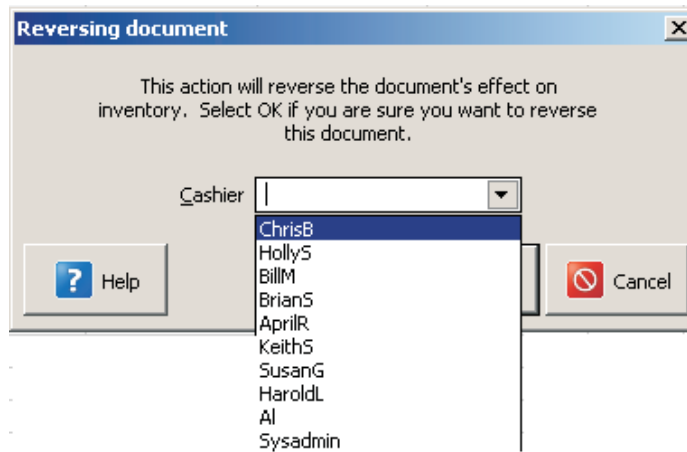 Reversing document
This action will reverse the document's effect on
inventory. Select OK if you are sure you want to reverse
this document.
Cashier
ChrisB
HollyS
BillM
BrianS
AprilR
KeithS
SusanG
HaroldL
Al
Sysadmin
Help
Cancel